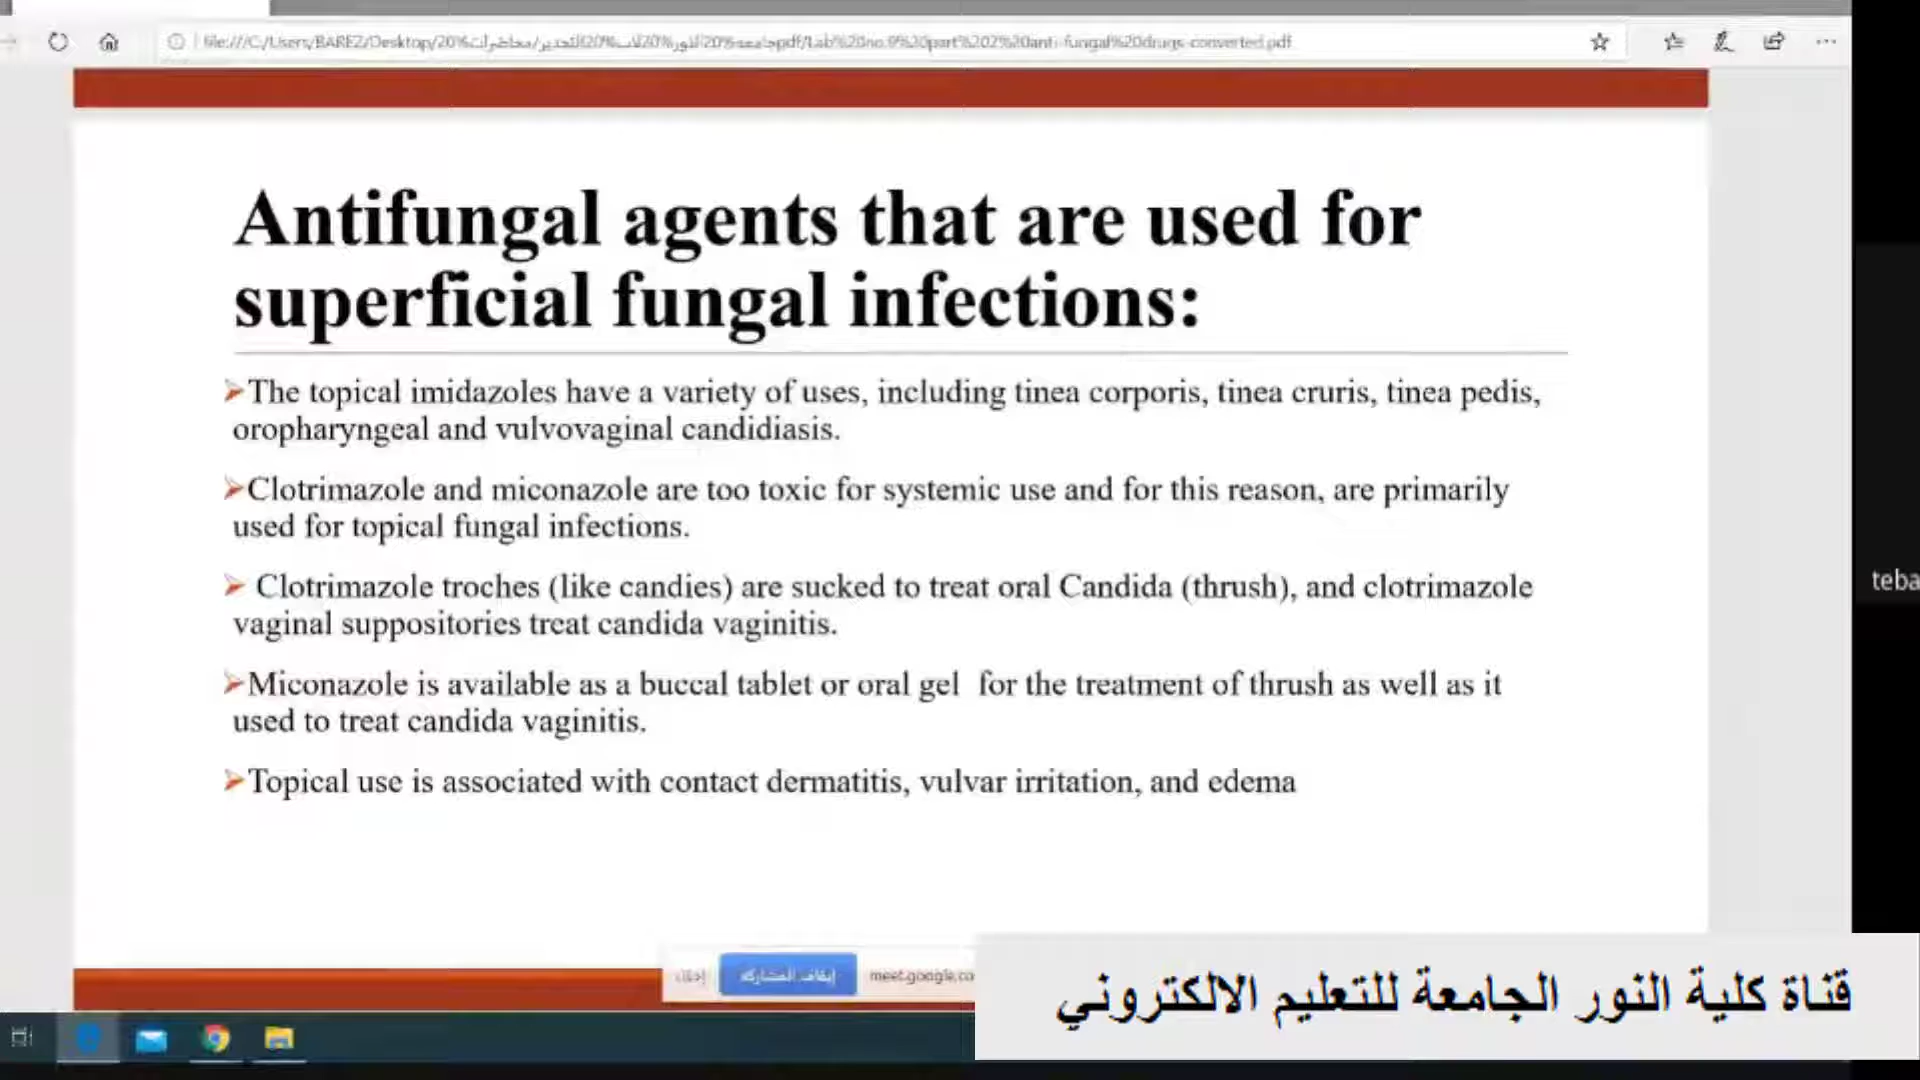 Antifungal agents that are used for
superficial fungal infections:
➢The topical imidazoles have a variety of uses, including tinea corporis, tinea cruris, tinea pedis,
oropharyngeal and vulvovaginal candidiasis.
➢Clotrimazole and miconazole are too toxic for systemic use and for this reason, are primarily
used for topical fungal infections.
➢ Clotrimazole troches (like candies) are sucked to treat oral Candida (thrush), and clotrimazole
vaginal suppositories treat candida vaginitis.
➢Miconazole is available as a buccal tablet or oral gel  for the treatment of thrush as well as it
used to treat candida vaginitis.
➢Topical use is associated with contact dermatitis, vulvar irritation, and edema
teba
إيقاف المشاركة meet.google.co
قناة كلية النور الجامعة للتعليم الالكتروني